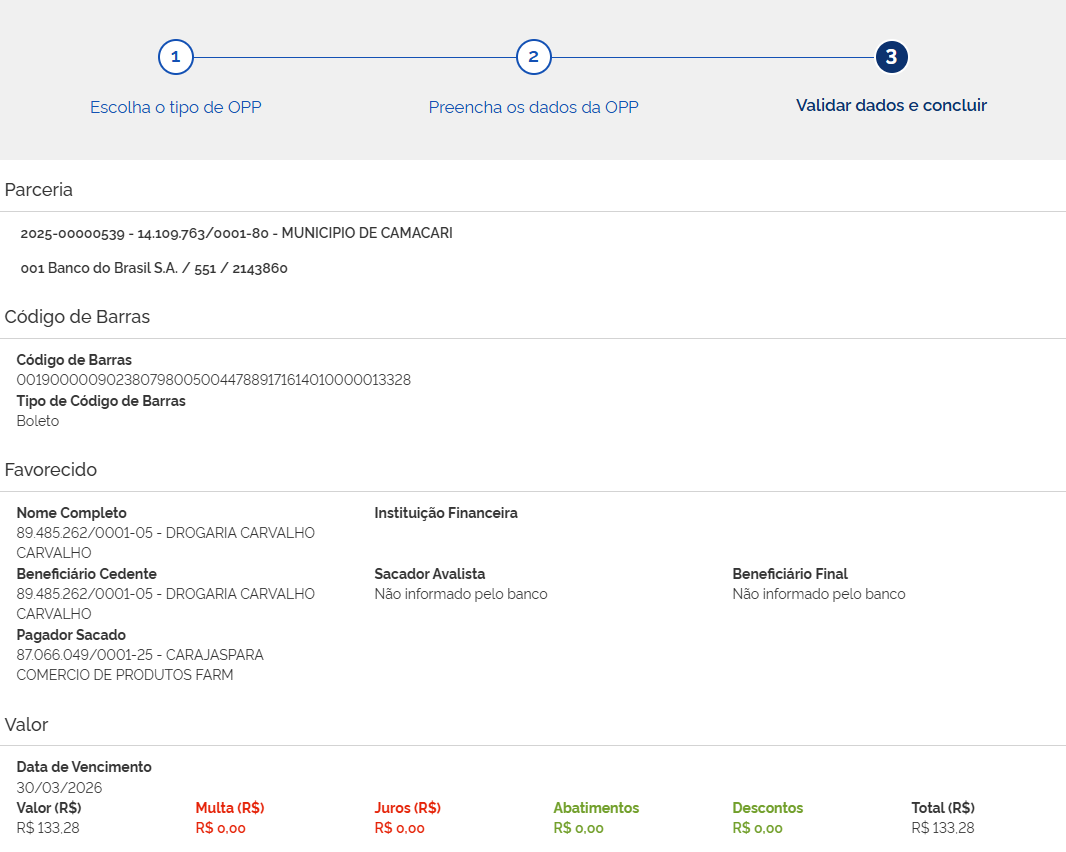 1
2
3
Escolha o tipo de OPP
Preencha os dados da OPP
Validar dados e concluir
Parceria
2025-00000539 - 14.109.763/0001-80 - MUNICIPIO DE CAMACARI
001 Banco do Brasil S.A. / 551 / 2143860
Código de Barras
Código de Barras
00190000090238079800500447889171614010000013328
Tipo de Código de Barras
Boleto
Favorecido
Nome Completo
89.485.262/0001-05 - DROGARIA CARVALHO
CARVALHO
Instituição Financeira
Beneficiário Cedente
89.485.262/0001-05 - DROGARIA CARVALHO
CARVALHO
Sacador Avalista
Não informado pelo banco
Beneficiário Final
Não informado pelo banco
Pagador Sacado
87.066.049/0001-25 - CARAJASPARA
COMERCIO DE PRODUTOS FARM
Valor
Data de Vencimento
30/03/2026
Valor (R$)
R$ 133,28
Multa (R$)
R$ 0,00
Juros (R$)
R$ 0,00
Abatimentos
R$ 0,00
Descontos
R$ 0,00
Total (R$)
R$ 133,28